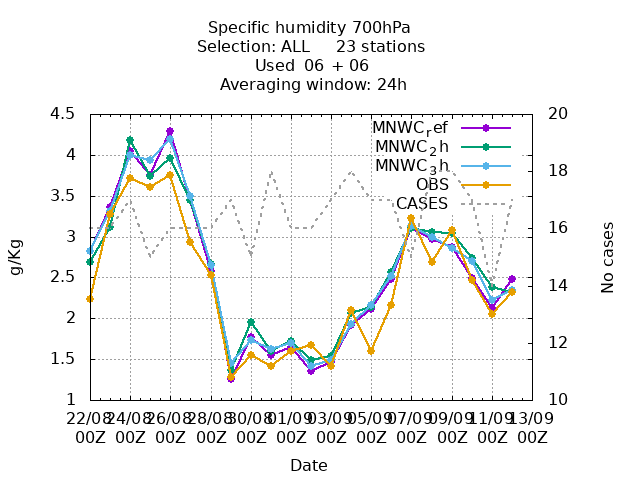 Specific humidity 700hPa
Selection: ALL 23 stations
Used 06 + 06
Averaging window: 24h
g/Kg
4.5
4
3.5
3
2.5
2
1.5
1
MNWC_ref
MNWC_2h
MNWC_3h
OBS
CASES
20
18
16
14
12
10
No cases
22/08 24/08 26/08 28/08 30/08 01/09 03/09 05/09 07/09 09/09 11/09 13/09
00Z 00Z 00Z 00Z 00Z 00Z 00Z 00Z 00Z 00Z 00Z 00Z
Date